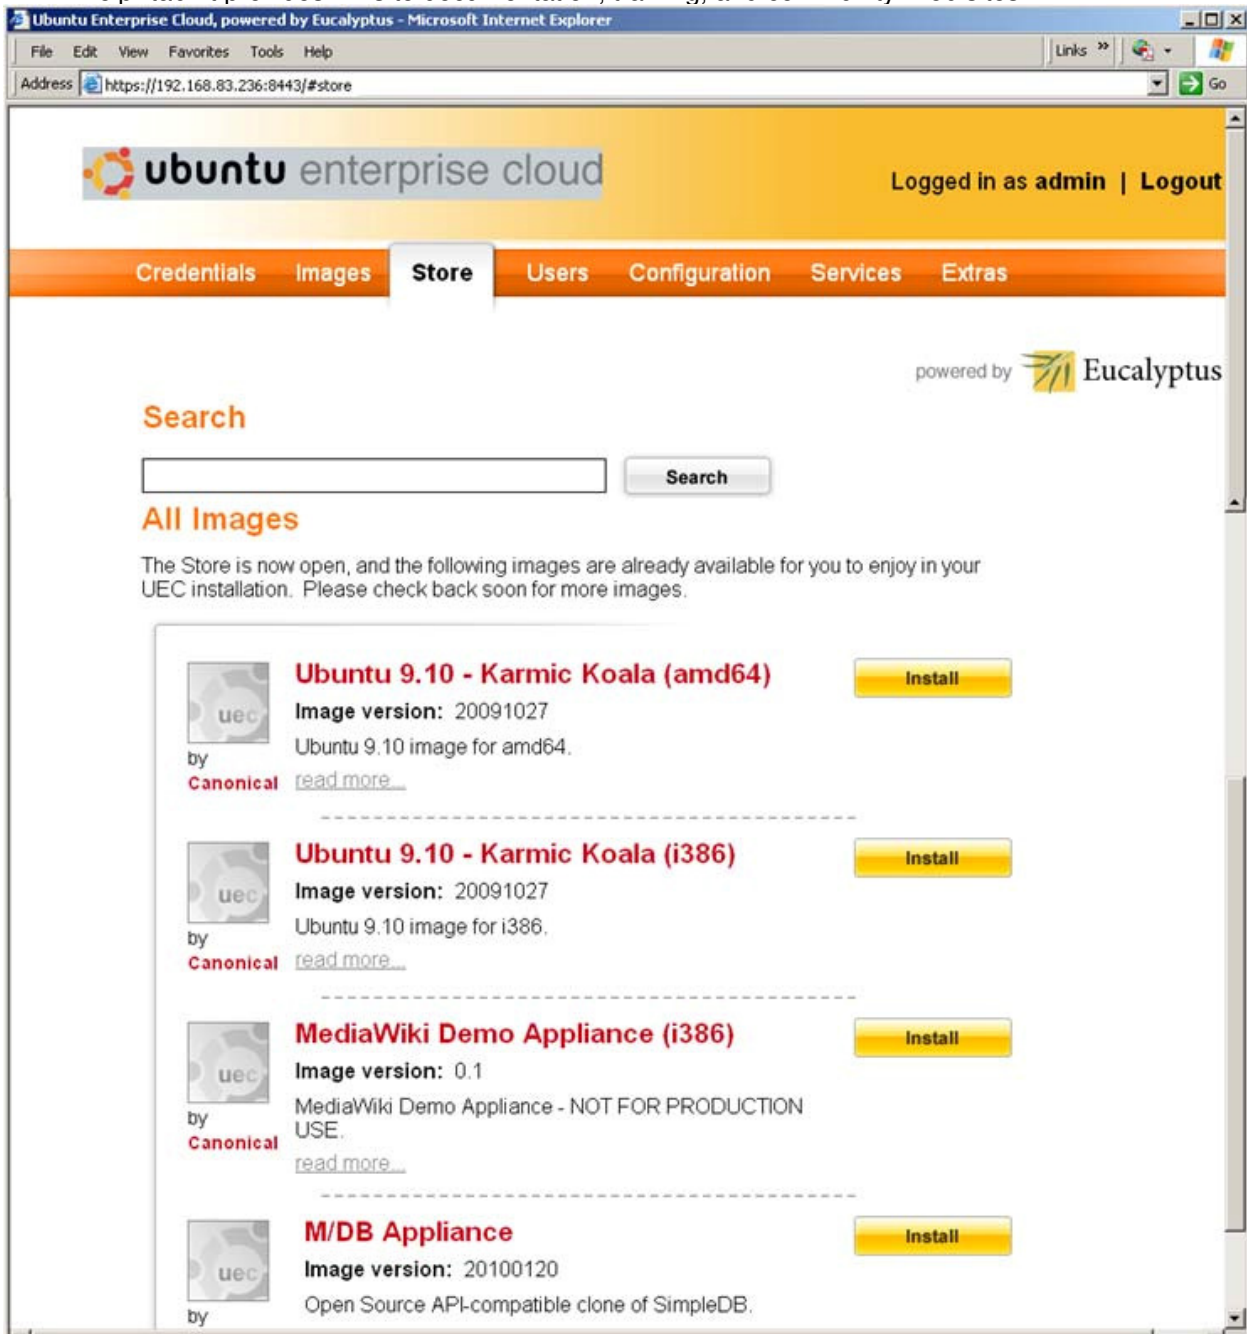 Ubuntu Enterprise Cloud, powered by Eucalyptus - Microsoft Internet Explorer
File Edit View Favorites Tools Help Links »
Address https://192.168.83.236:8443/#store Go
ubuntu enterprise cloud
Logged in as admin | Logout
Credentials Images Store Users Configuration Services Extras
powered by Eucalyptus
Search
Search
All Images
The Store is now open, and the following images are already available for you to enjoy in your
UEC installation. Please check back soon for more images.
Ubuntu 9.10 - Karmic Koala (amd64) Install
uec Image version: 20091027
Ubuntu 9.10 image for amd64.
by
Canonical read more...
Ubuntu 9.10 - Karmic Koala (i386) Install
uec Image version: 20091027
Ubuntu 9.10 image for i386.
by
Canonical read more...
MediaWiki Demo Appliance (i386) Install
uec Image version: 0.1
MediaWiki Demo Appliance - NOT FOR PRODUCTION
by
USE.
Canonical
read more...
M/DB Appliance Install
uec Image version: 20100120
Open Source API-compatible clone of SimpleDB.
by